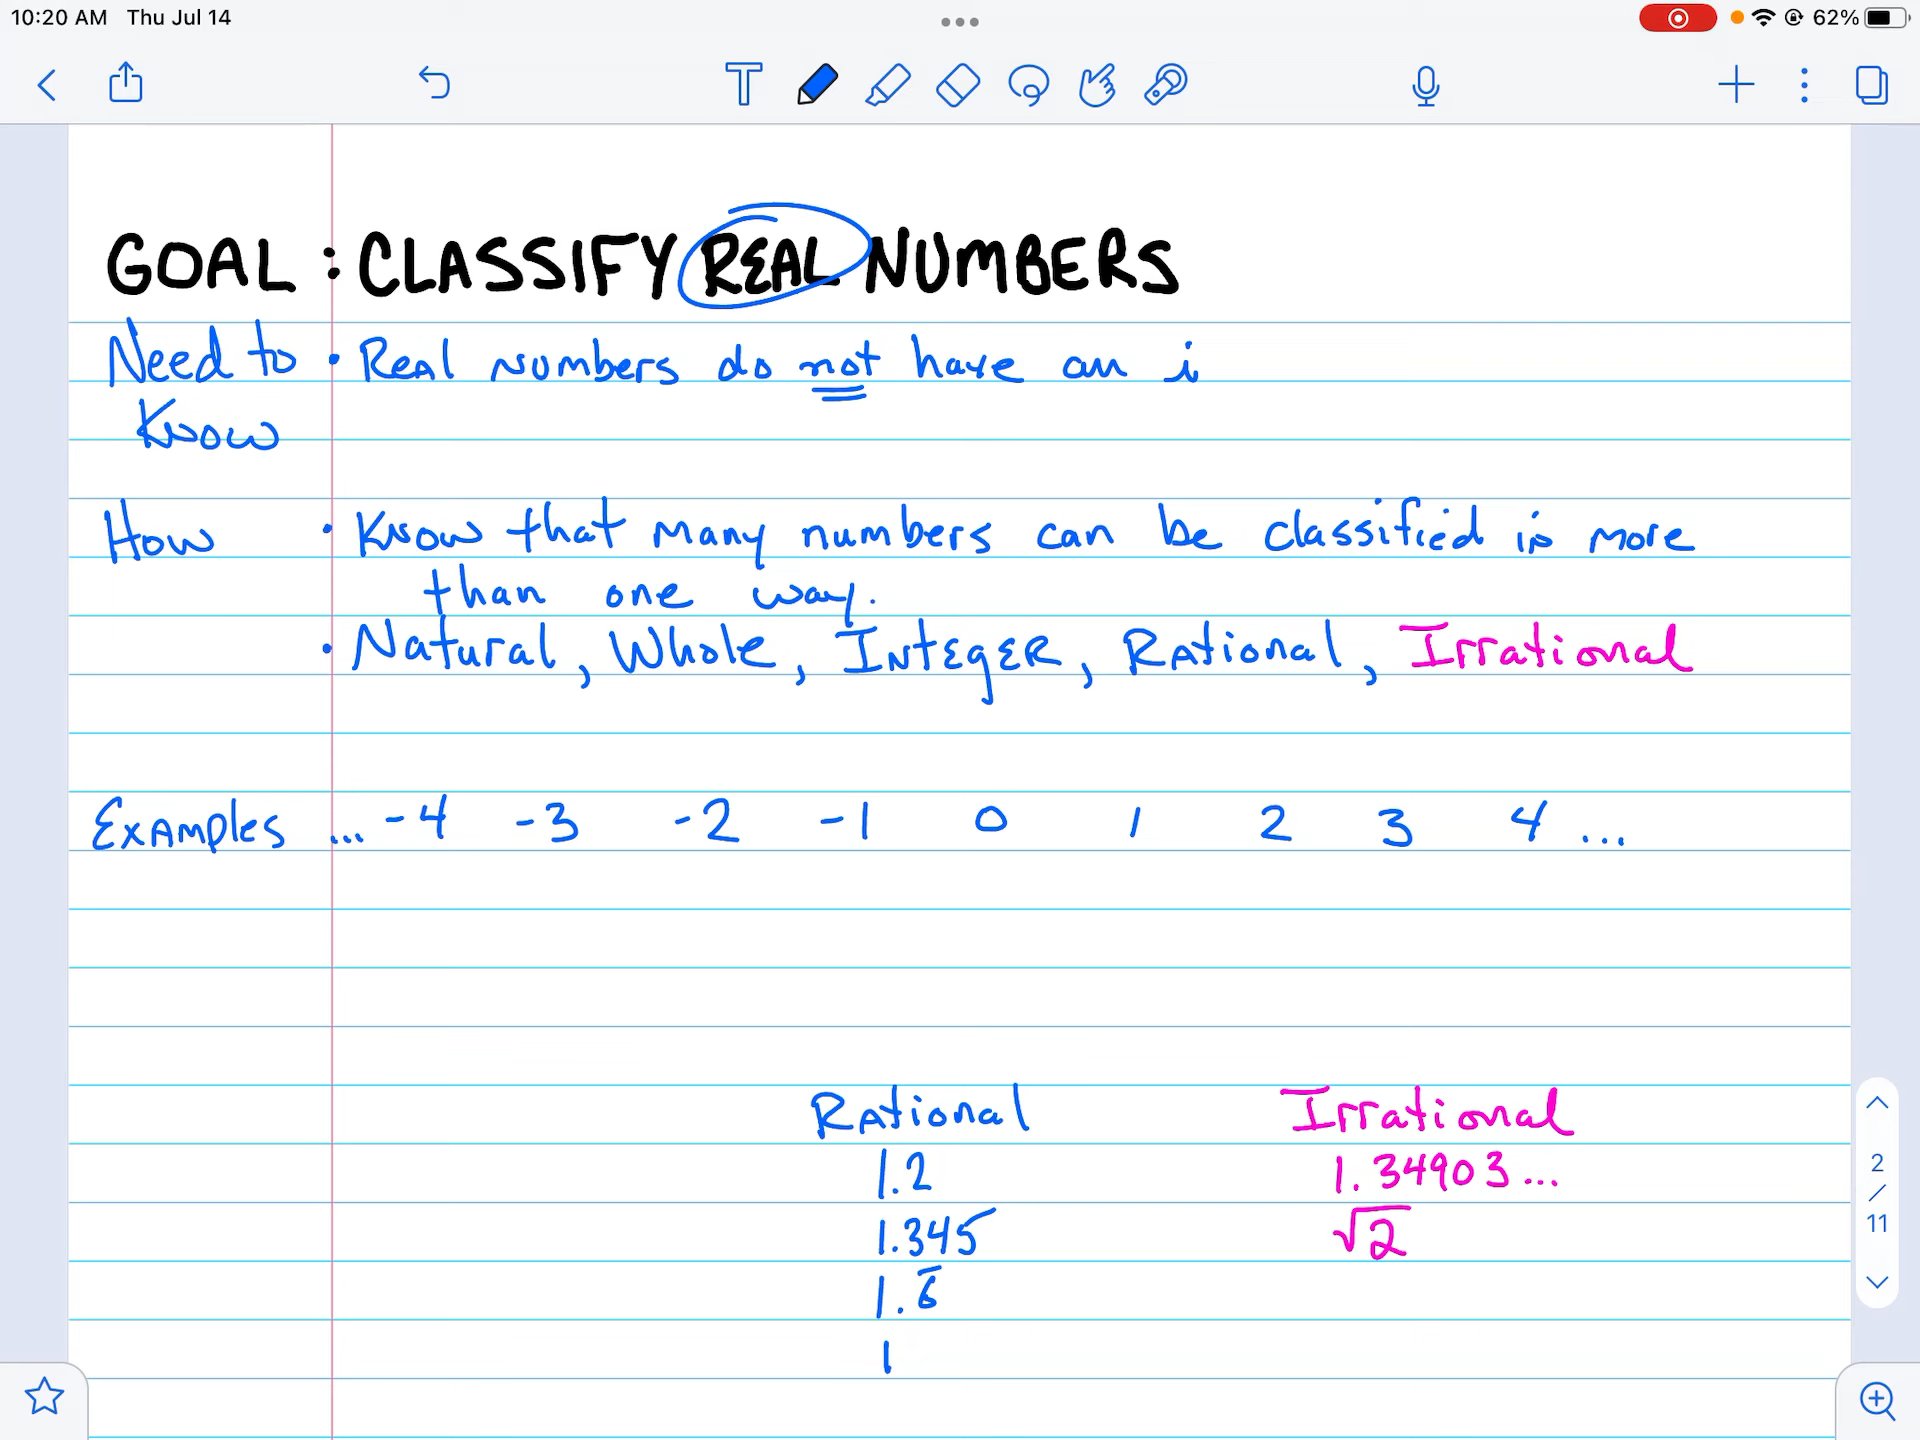 10:20 AM Thu Jul 14
62%
T
GOAL : CLASSIFY REAL NUMBERS
Need to • Real Numbers do not have an i
Know
How • Know that many numbers can be classified in more
than one way.
• Natural, Whole, Integer, Rational, Irrational
Examples ... -4 -3 -2 -1 0 1 2 3 4 ...
Rational Irrational
1.2 1.34903...
1.345 √2
1.6̅
1
2
/
11